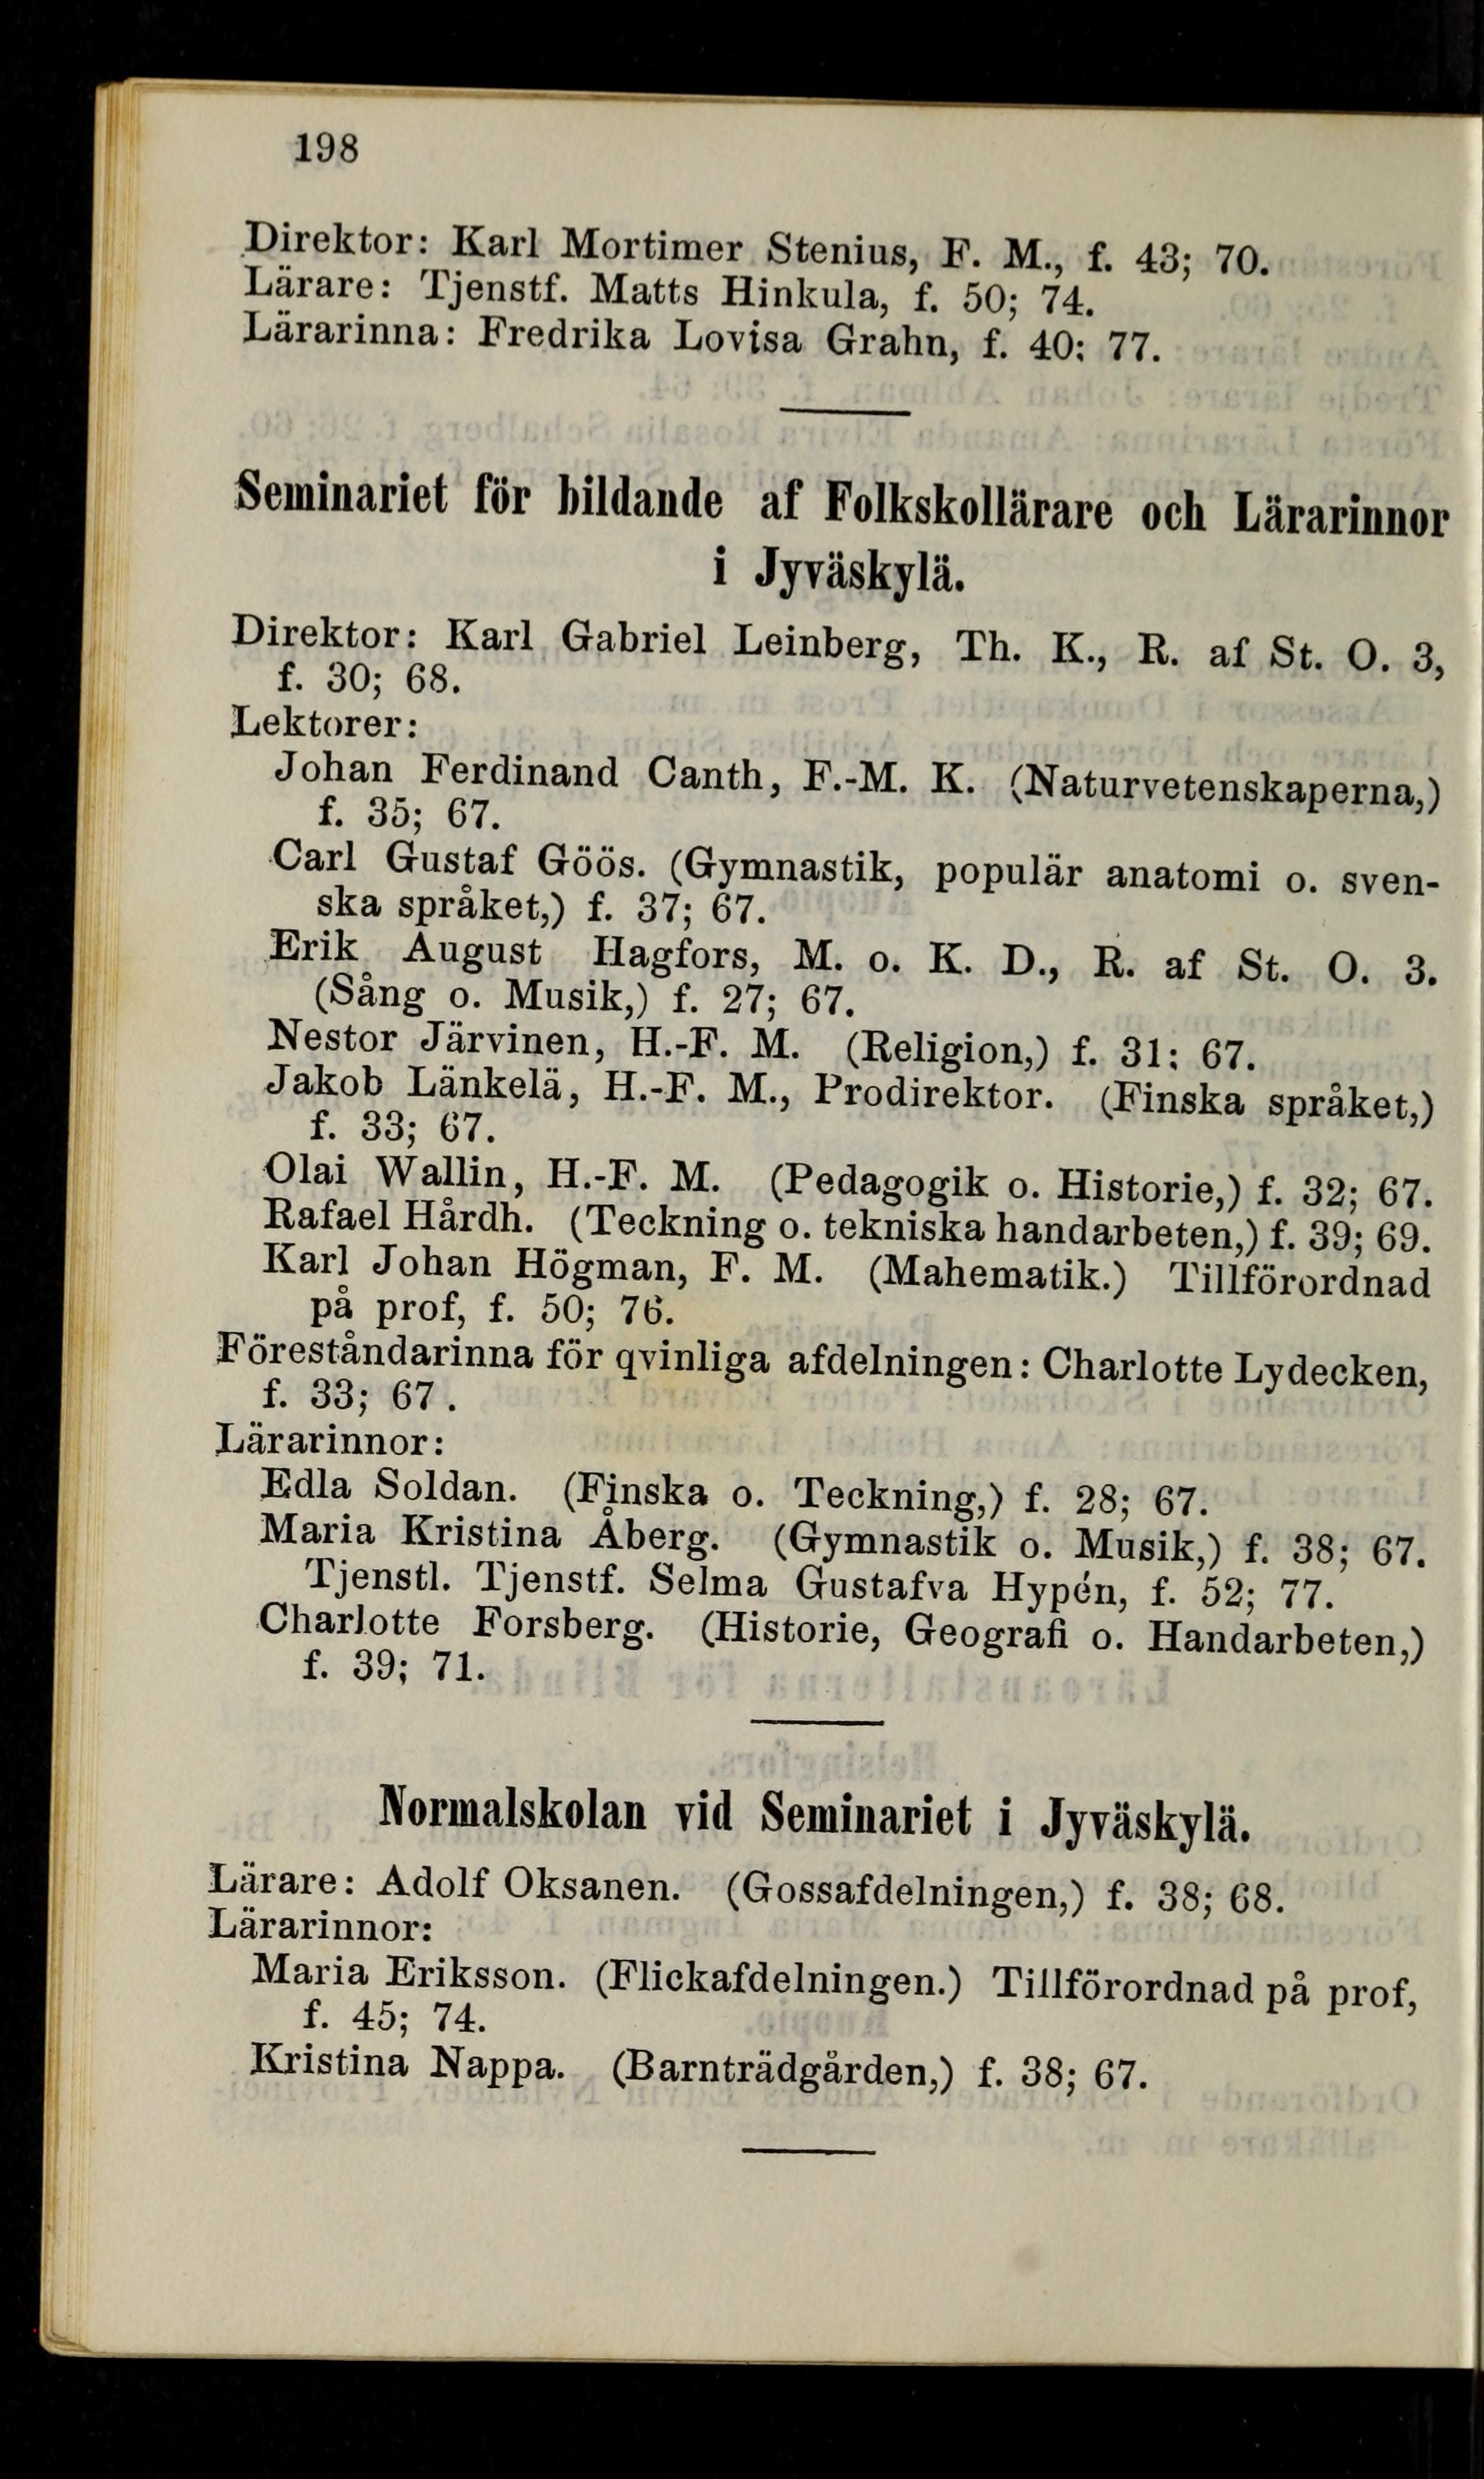 198
Direktor: Karl Mortimer Stenius, F. M., f. 43; 70.
Lärare: Tjenstf. Matts Hinkula, f. 50; 74.
Lärarinna: Fredrika Lovisa Grahn, f. 40; 77.
Seminariet för bildande af Folkskollärare och Lärarinnor
i Jyväskylä.
Direktor: Karl Gabriel Leinberg, Th. K., R. af St. O. 3,
f. 30; 68.
Lektorer:
Johan Ferdinand Canth, F.-M. K. (Naturvetenskaperna,)
f. 35; 67.
Carl Gustaf Göös. (Gymnastik, populär anatomi o. sven-
ska språket,) f. 37; 67.
Erik August Hagfors, M. o. K. D., R. af St. O. 3.
(Sång o. Musik,) f. 27; 67.
Nestor Järvinen, H.-F. M. (Religion,) f. 31; 67.
Jakob Länkelä, H.-F. M., Prodirektor. (Finska språket,)
f. 33; 67.
Olai Wallin, H.-F. M. (Pedagogik o. Historie,) f. 32; 67.
Rafael Hårdh. (Teckning o. tekniska handarbeten,) f. 39; 69.
Karl Johan Högman, F. M. (Mahematik.) Tillförordnad
på prof, f. 50; 76.
Föreståndarinna för qvinliga afdelningen: Charlotte Lydecken,
f. 33; 67.
Lärarinnor:
Edla Soldan. (Finska o. Teckning,) f. 28; 67.
Maria Kristina Åberg. (Gymnastik o. Musik,) f. 38; 67.
Tjenstl. Tjenstf. Selma Gustafva Hypén, f. 52; 77.
Charlotte Forsberg. (Historie, Geografi o. Handarbeten,)
f. 39; 71.
Normalskolan vid Seminariet i Jyväskylä.
Lärare: Adolf Oksanen. (Gossafdelningen,) f. 38; 68.
Lärarinnor:
Maria Eriksson. (Flickafdelningen.) Tillförordnad på prof,
f. 45; 74.
Kristina Nappa. (Barnträdgården,) f. 38; 67.